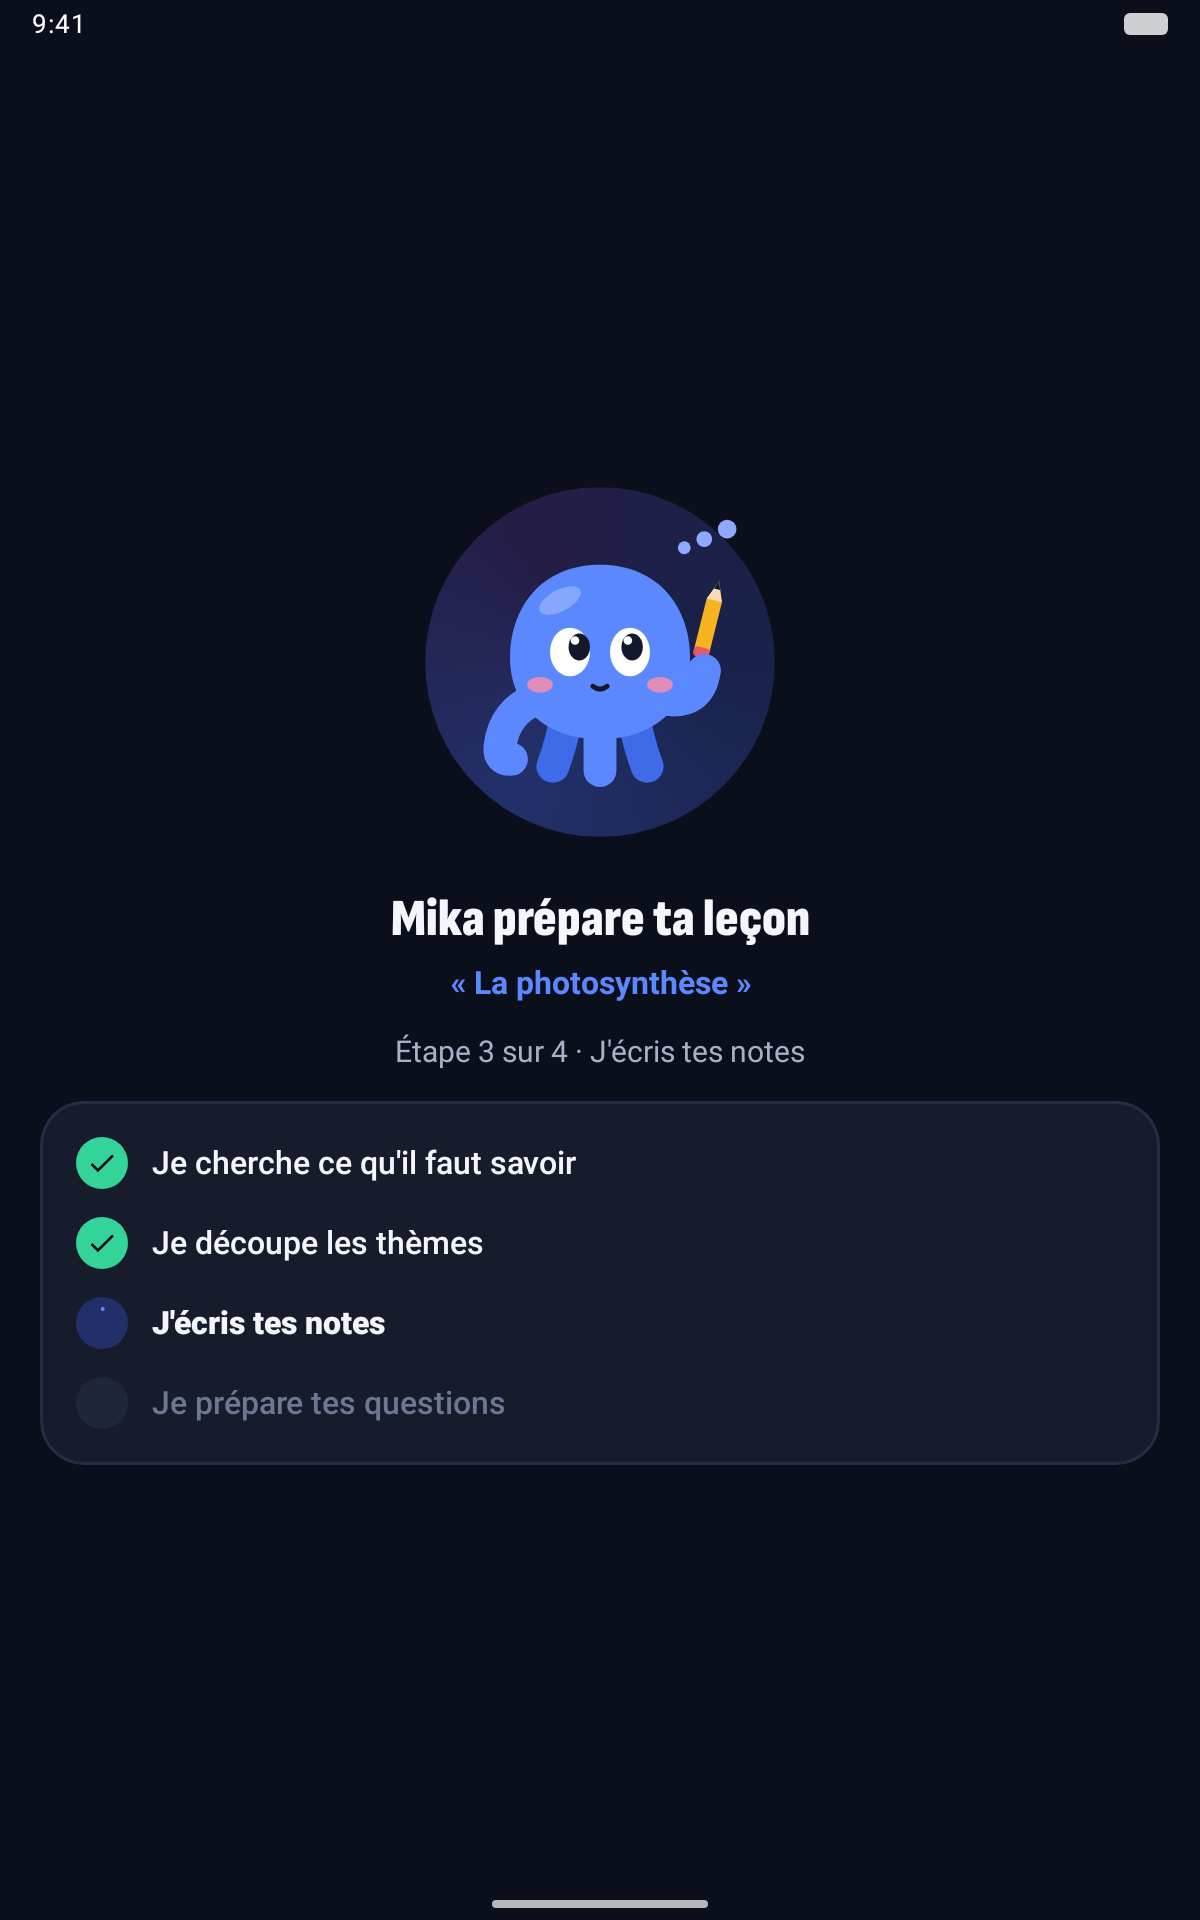 9:41
Mika prépare ta leçon
« La photosynthèse »
Étape 3 sur 4 · J'écris tes notes
Je cherche ce qu'il faut savoir
Je découpe les thèmes
J'écris tes notes
Je prépare tes questions